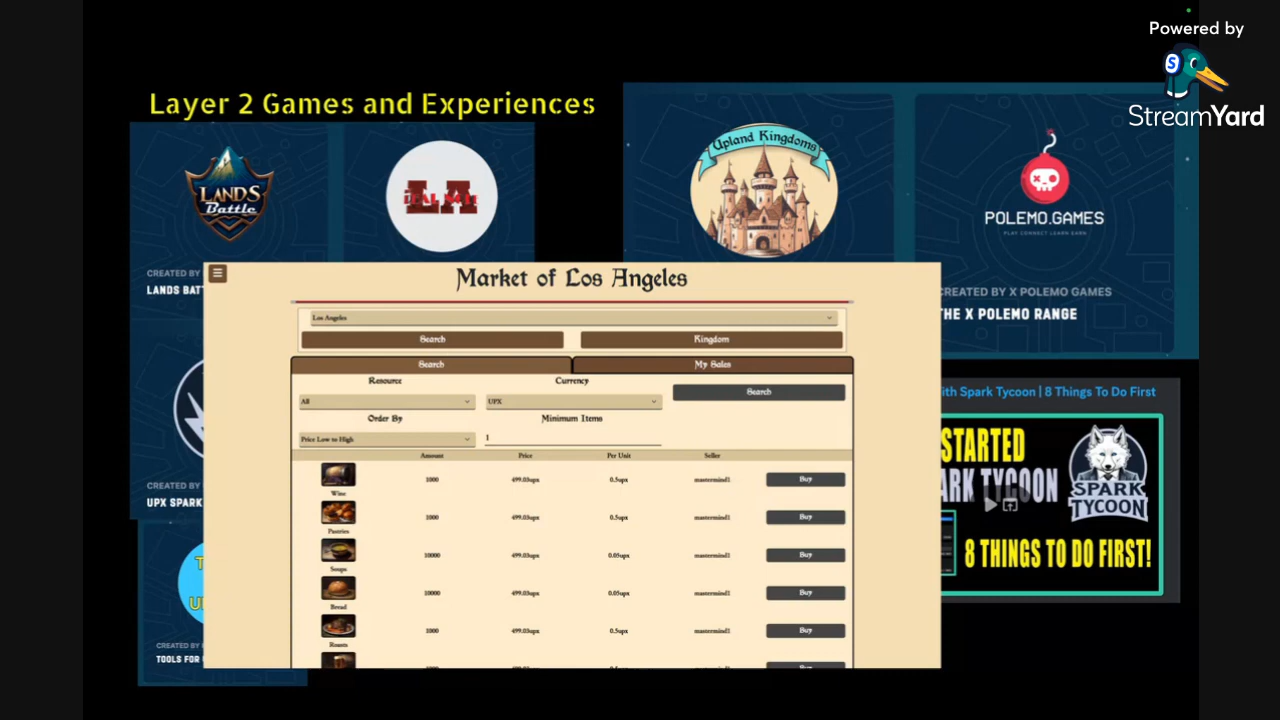 Powered by
StreamYard
Layer 2 Games and Experiences
LANDS
Battle
LA
Upland Kingdoms
POLEMO.GAMES
PLAY CONNECT LEARN EARN
CREATED BY
LANDS BAT
CREATED BY X POLEMO GAMES
THE X POLEMO RANGE
Market of Los Angeles
Los Angeles
Search
Kingdom
Search
My Sales
Resource
Currency
Search
All
UPX
Order By
Minimum Items
Price Low to High
1
Amount
Price
Per Unit
Seller
1000
499.03upx
0.5upx
mastermind1
Buy
Wine
1000
499.03upx
0.5upx
mastermind1
Buy
Pastries
10000
499.03upx
0.05upx
mastermind1
Buy
Soups
10000
499.03upx
0.05upx
mastermind1
Buy
Bread
1000
499.03upx
0.5upx
mastermind1
Buy
Roasts
CREATED BY
UPX SPARK
CREATED BY
TOOLS FOR
ith Spark Tycoon | 8 Things To Do First
STARTED
ARK TYCOON
SPARK
TYCOON
8 THINGS TO DO FIRST!